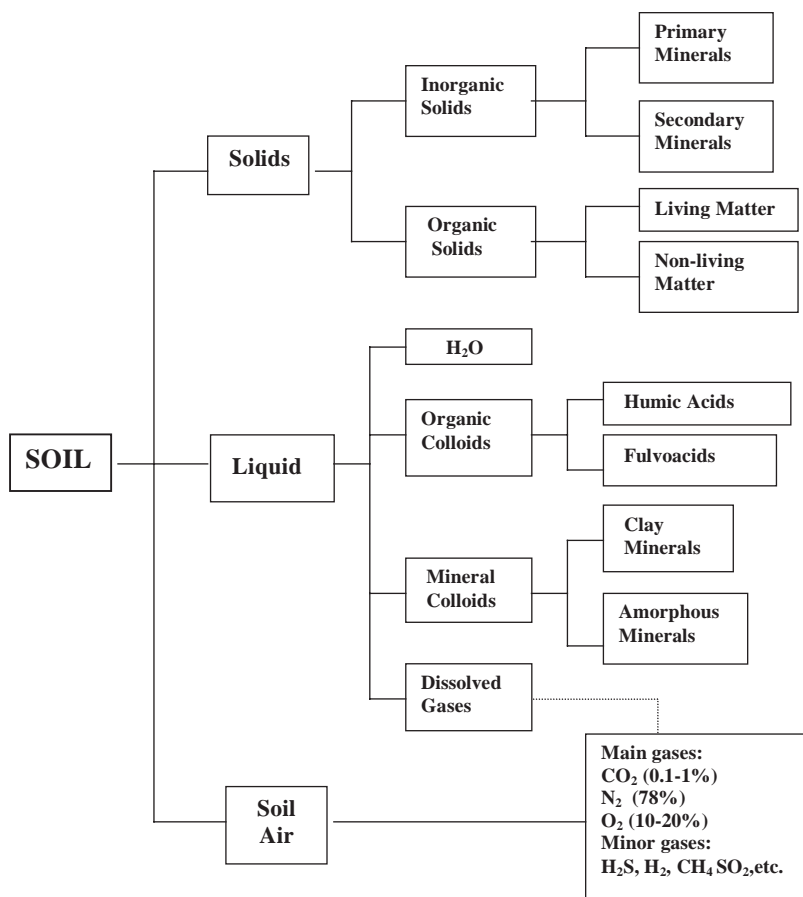 Primary
Minerals
Inorganic
Solids
Secondary
Minerals
Solids
Living Matter
Organic
Solids
Non-living
Matter
H₂O
Humic Acids
Organic
Colloids
SOIL
Liquid
Fulvoacids
Clay
Minerals
Mineral
Colloids
Amorphous
Minerals
Dissolved
Gases
Main gases:
CO₂ (0.1-1%)
N₂ (78%)
O₂ (10-20%)
Minor gases:
H₂S, H₂, CH₄ SO₂,etc.
Soil
Air